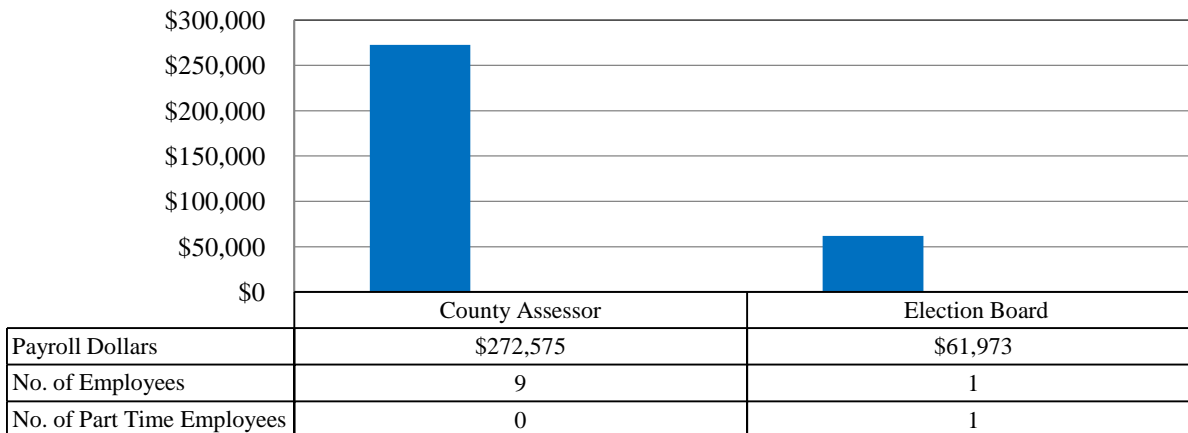 $300,000
$250,000
$200,000
$150,000
$100,000
$50,000
$0
County Assessor Election Board
Payroll Dollars $272,575 $61,973
No. of Employees 9 1
No. of Part Time Employees 0 1